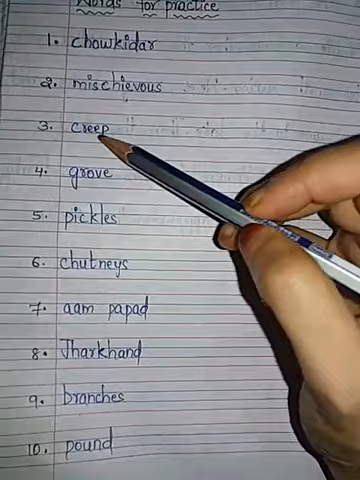 Words for practice
1. chowkidar
2. mischievous
3. creep
4. grove
5. pickles
6. chutneys
7. aam papad
8. Jharkhand
9. branches
10. pound